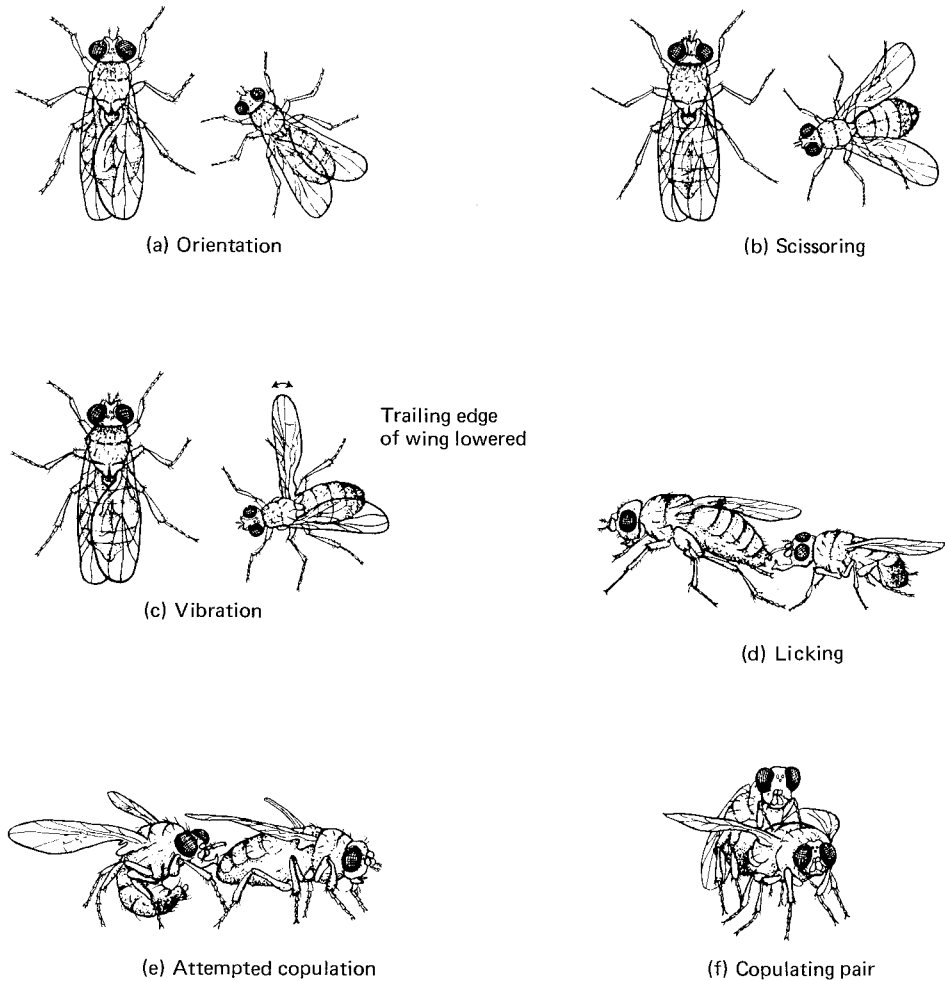 (a) Orientation
(b) Scissoring
Trailing edge
of wing lowered
(c) Vibration
(d) Licking
(e) Attempted copulation
(f) Copulating pair